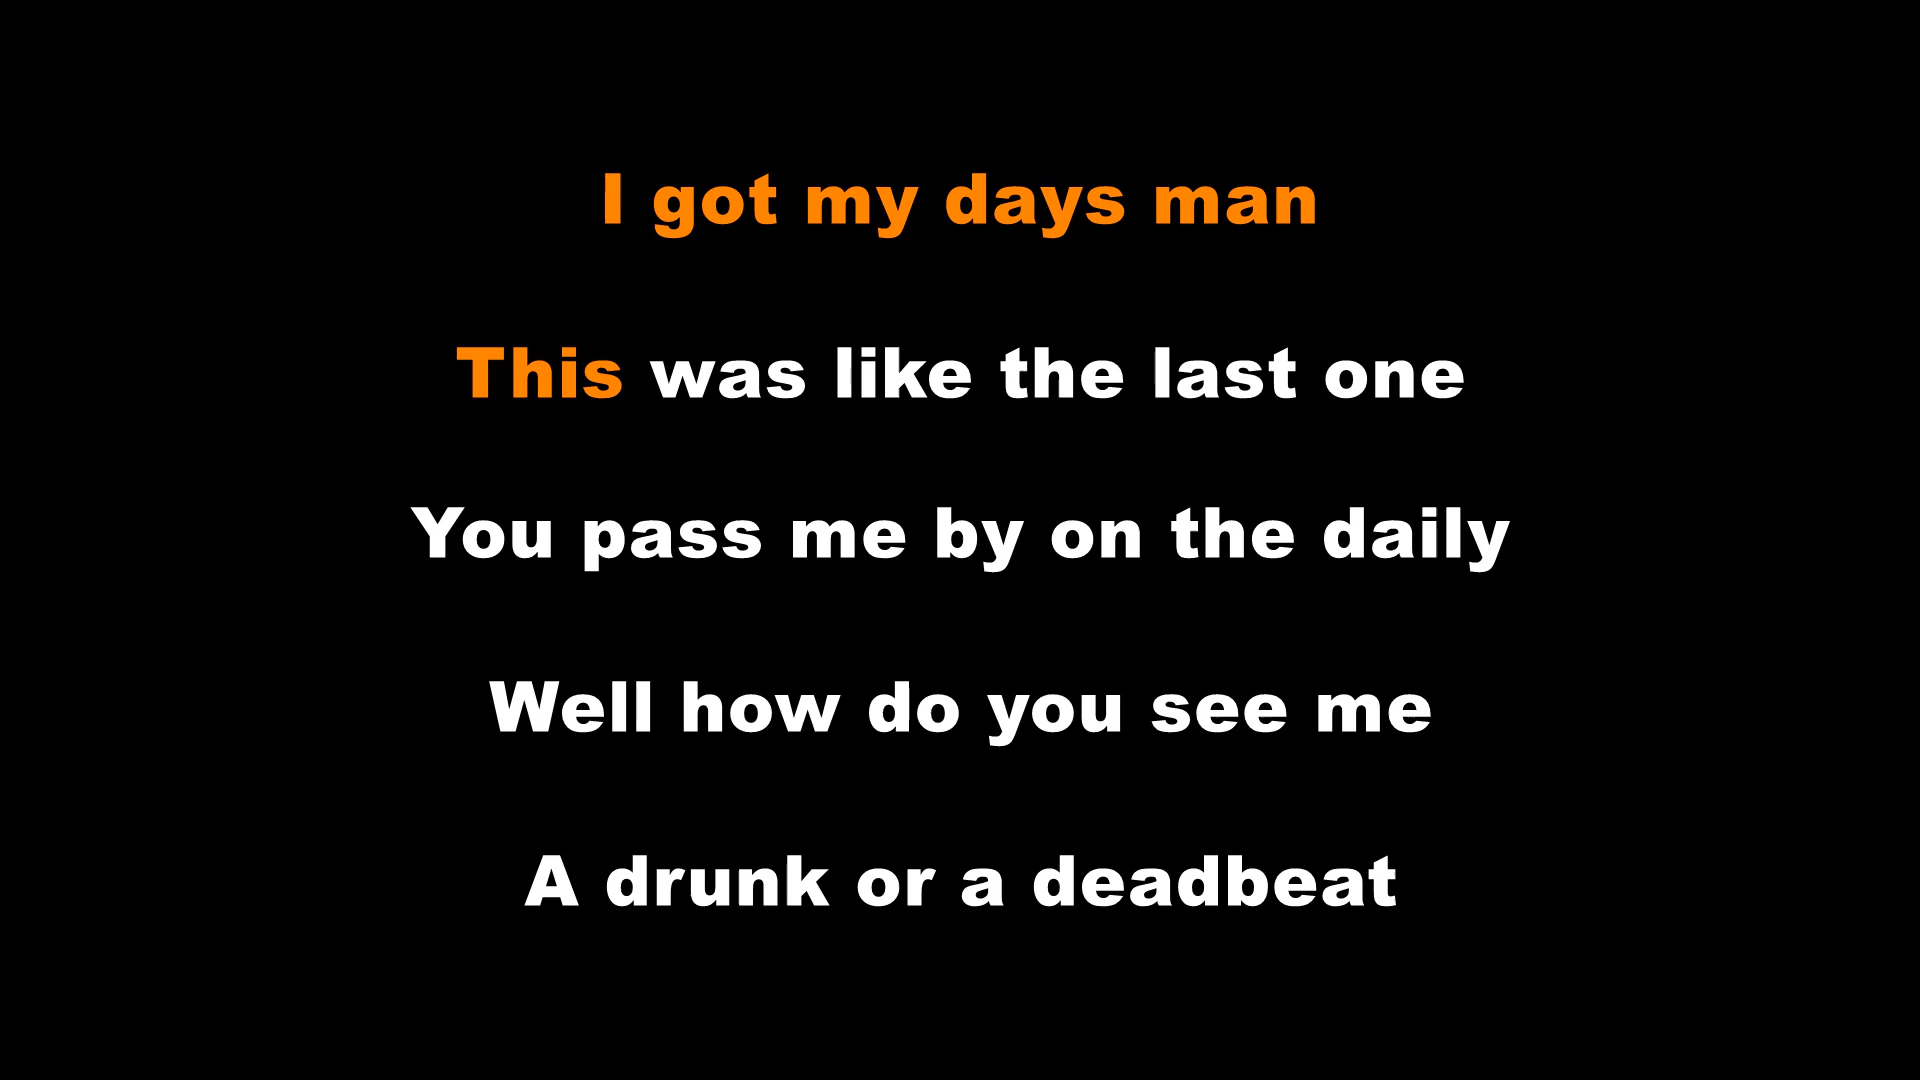 I got my days man
This was like the last one
You pass me by on the daily
Well how do you see me
A drunk or a deadbeat